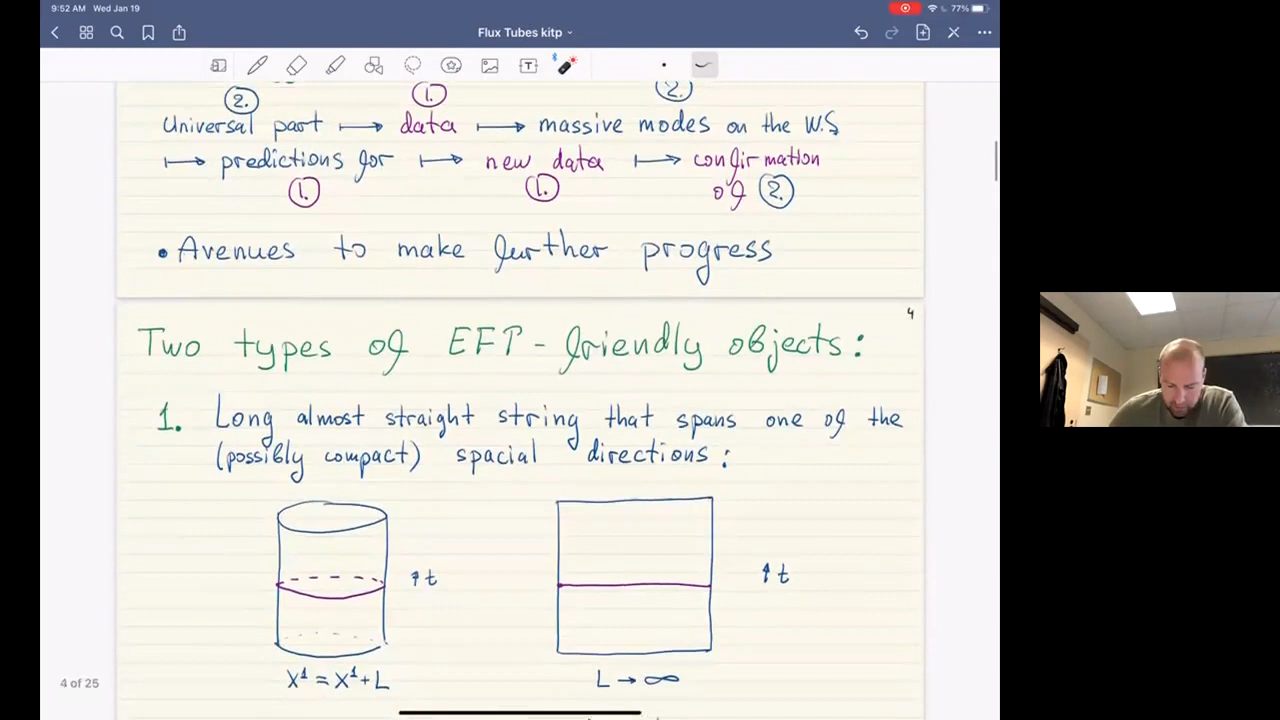 9:52 AM Wed Jan 19
77%
Flux Tubes kitp
2. 1. 2.
Universal part ↦ data ↦ massive modes on the W.S.
↦ predictions for ↦ new data ↦ confirmation
1. 1. of 2.
• Avenues to make further progress
4
Two types of EFT-friendly objects:
1. Long almost straight string that spans one of the
(possibly compact) spacial directions:
↑ t
↑ t
4 of 25
X¹ = X¹ + L
L → ∞